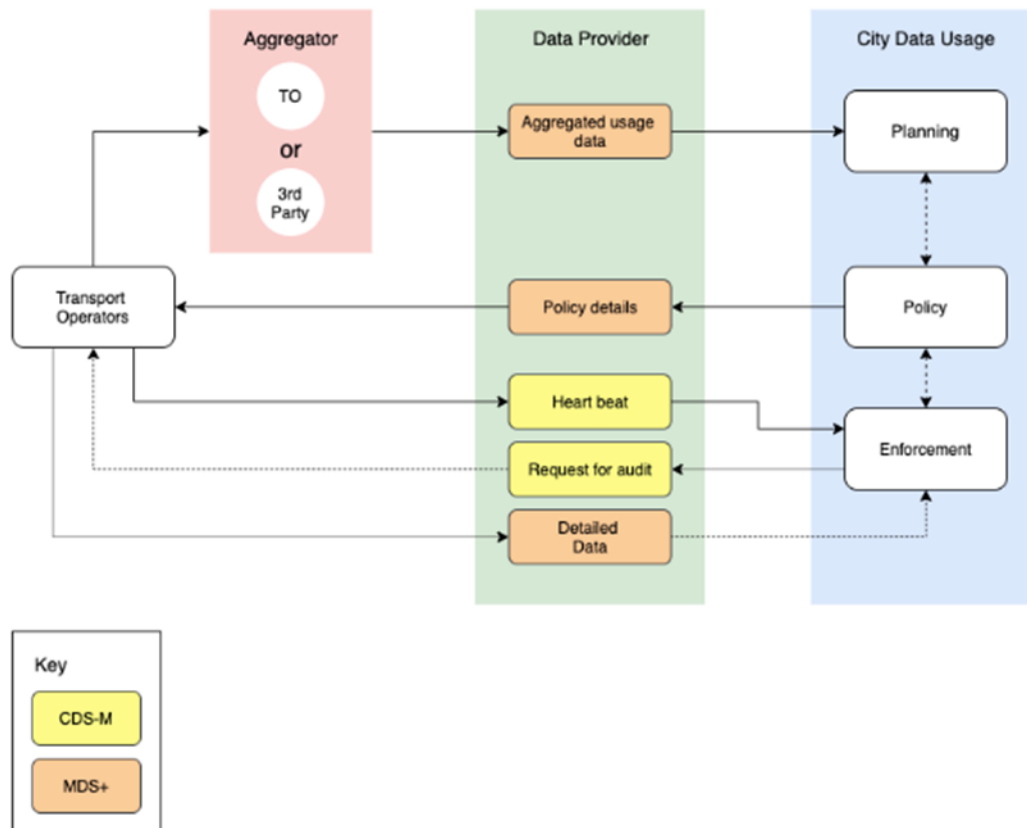 Aggregator
Data Provider
City Data Usage
TO
or
3rd
Party
Aggregated usage
data
Planning
Transport
Operators
Policy details
Policy
Heart beat
Enforcement
Request for audit
Detailed
Data
Key
CDS-M
MDS+